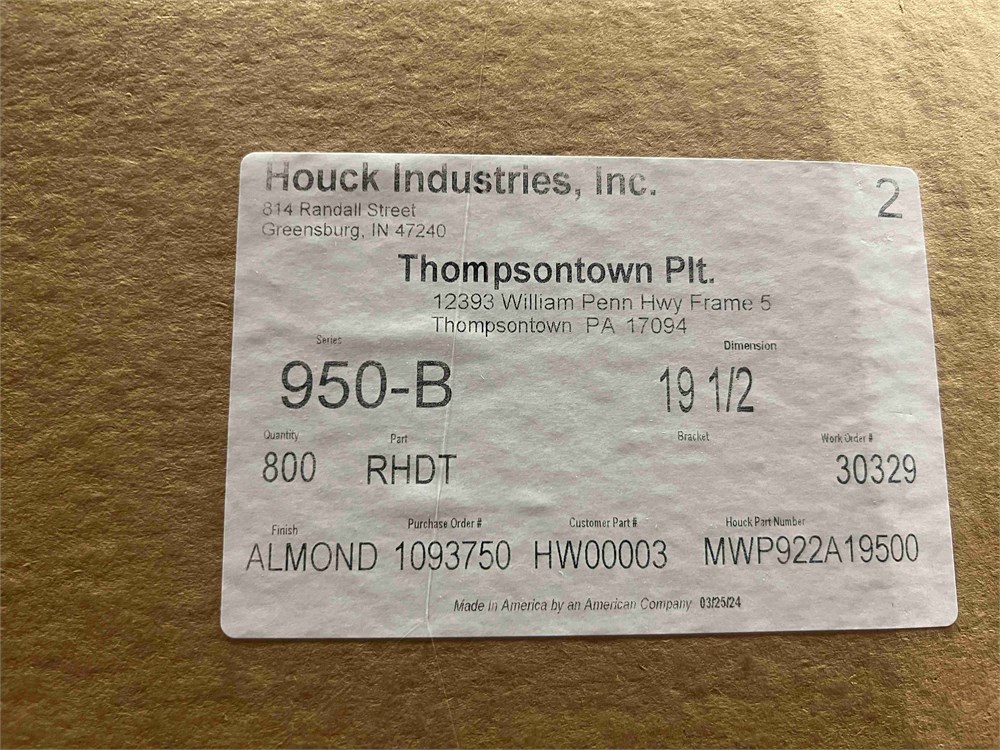 Houck Industries, Inc.
2
814 Randall Street
Greensburg, IN 47240
Thompsontown Plt.
12393 William Penn Hwy Frame 5
Thompsontown PA 17094
Series Dimension
950-B 19 1/2
Quantity Part Bracket Work Order #
800 RHDT 30329
Finish Purchase Order # Customer Part # Houck Part Number
ALMOND 1093750 HW00003 MWP922A19500
Made in America by an American Company 03/25/24